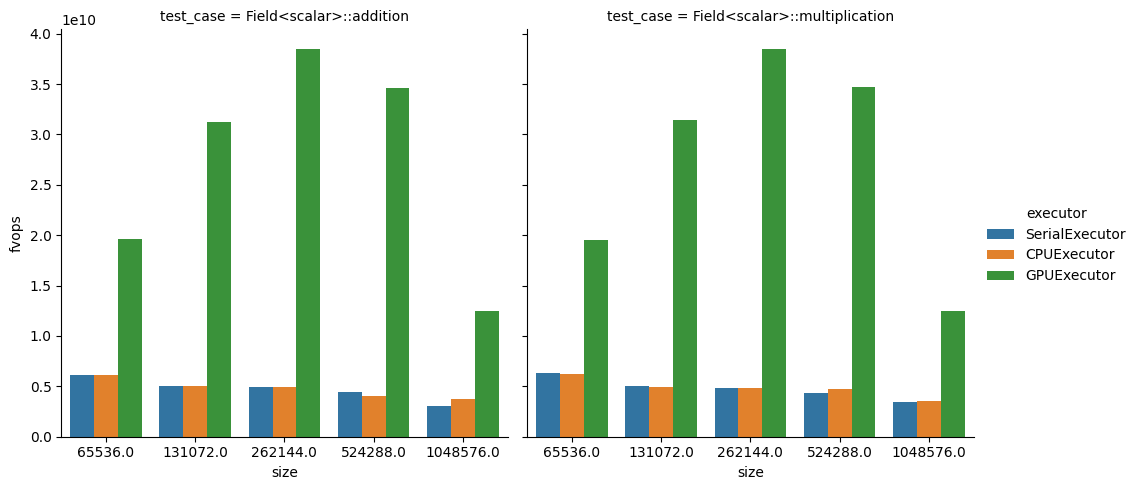 test_case = Field<scalar>::addition
test_case = Field<scalar>::multiplication
1e10
4.0
3.5
3.0
2.5
2.0
1.5
1.0
0.5
0.0
fvops
65536.0 131072.0 262144.0 524288.0 1048576.0
size
65536.0 131072.0 262144.0 524288.0 1048576.0
size
executor
SerialExecutor
CPUExecutor
GPUExecutor